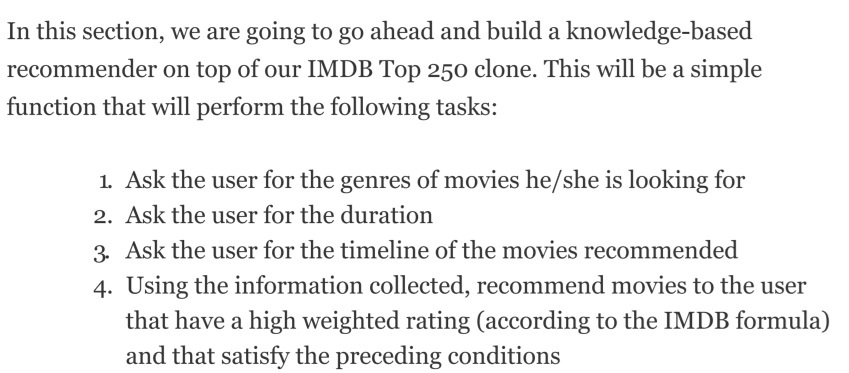 In this section, we are going to go ahead and build a knowledge-based
recommender on top of our IMDB Top 250 clone. This will be a simple
function that will perform the following tasks:
1. Ask the user for the genres of movies he/she is looking for
2. Ask the user for the duration
3. Ask the user for the timeline of the movies recommended
4. Using the information collected, recommend movies to the user
that have a high weighted rating (according to the IMDB formula)
and that satisfy the preceding conditions